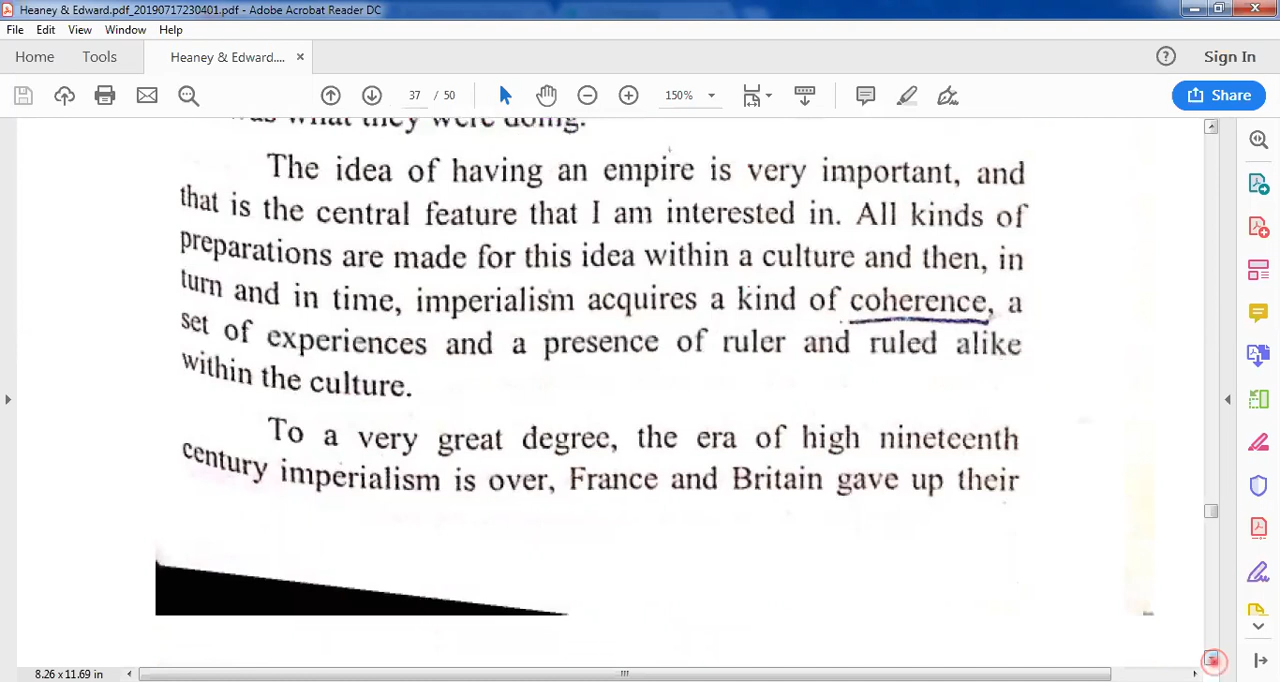 Heaney & Edward.pdf_20190717230401.pdf - Adobe Acrobat Reader DC
File Edit View Window Help
Home Tools Heaney & Edward.... × Sign In
37 / 50 150% Share
was what they were doing.
The idea of having an empire is very important, and
that is the central feature that I am interested in. All kinds of
preparations are made for this idea within a culture and then, in
turn and in time, imperialism acquires a kind of coherence, a
set of experiences and a presence of ruler and ruled alike
within the culture.
To a very great degree, the era of high nineteenth
century imperialism is over, France and Britain gave up their
8.26 x 11.69 in